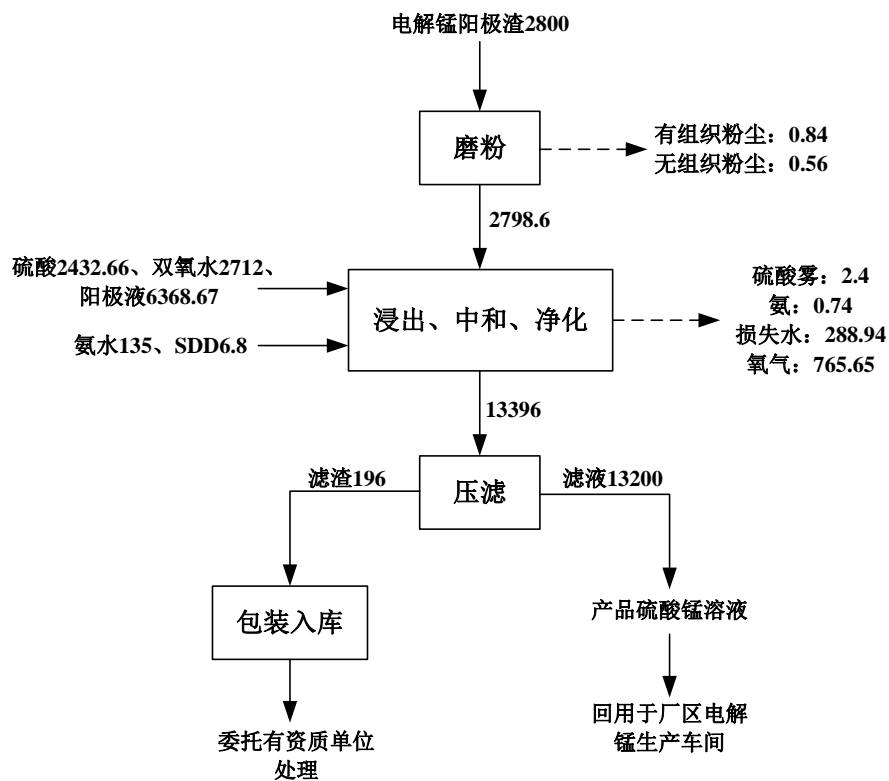 电解锰阳极渣2800
磨粉
有组织粉尘：0.84
无组织粉尘：0.56
2798.6
硫酸2432.66、双氧水2712、
阳极液6368.67
氨水135、SDD6.8
浸出、中和、净化
硫酸雾：2.4
氨：0.74
损失水：288.94
氧气：765.65
13396
滤渣196
压滤
滤液13200
包装入库
产品硫酸锰溶液
委托有资质单位
处理
回用于厂区电解
锰生产车间